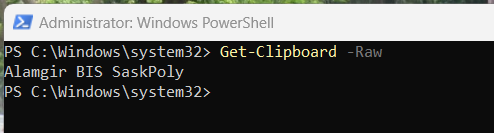 Administrator: Windows PowerShell
PS C:\Windows\system32> Get-Clipboard -Raw
Alamgir BIS SaskPoly
PS C:\Windows\system32>